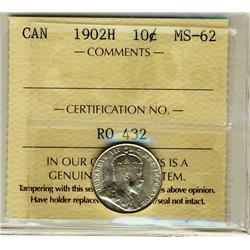 CAN 1902H 10¢ MS-62
— COMMENTS —
— CERTIFICATION NO. —
RO 432
IN OUR IS A
GENUINE TEM.
Tampering with this se s above opinion.
Have holder replace seal not intact.